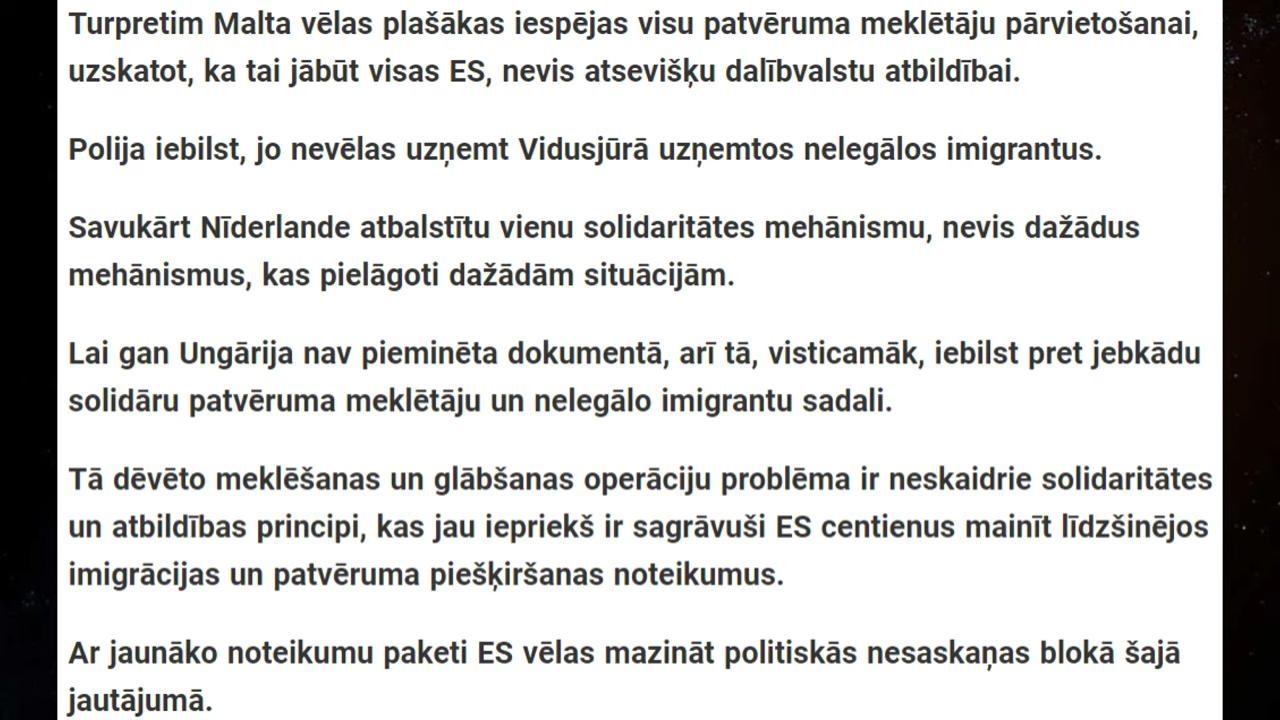 Turpretim Malta vēlas plašākas iespējas visu patvēruma meklētāju pārvietošanai,
uzskatot, ka tai jābūt visas ES, nevis atsevišķu dalībvalstu atbildībai.
Polija iebilst, jo nevēlas uzņemt Vidusjūrā uzņemtos nelegālos imigrantus.
Savukārt Nīderlande atbalstītu vienu solidaritātes mehānismu, nevis dažādus
mehānismus, kas pielāgoti dažādām situācijām.
Lai gan Ungārija nav pieminēta dokumentā, arī tā, visticamāk, iebilst pret jebkādu
solidāru patvēruma meklētāju un nelegālo imigrantu sadali.
Tā dēvēto meklēšanas un glābšanas operāciju problēma ir neskaidrie solidaritātes
un atbildības principi, kas jau iepriekš ir sagrāvuši ES centienus mainīt līdzšinējos
imigrācijas un patvēruma piešķiršanas noteikumus.
Ar jaunāko noteikumu paketi ES vēlas mazināt politiskās nesaskaņas blokā šajā
jautājumā.